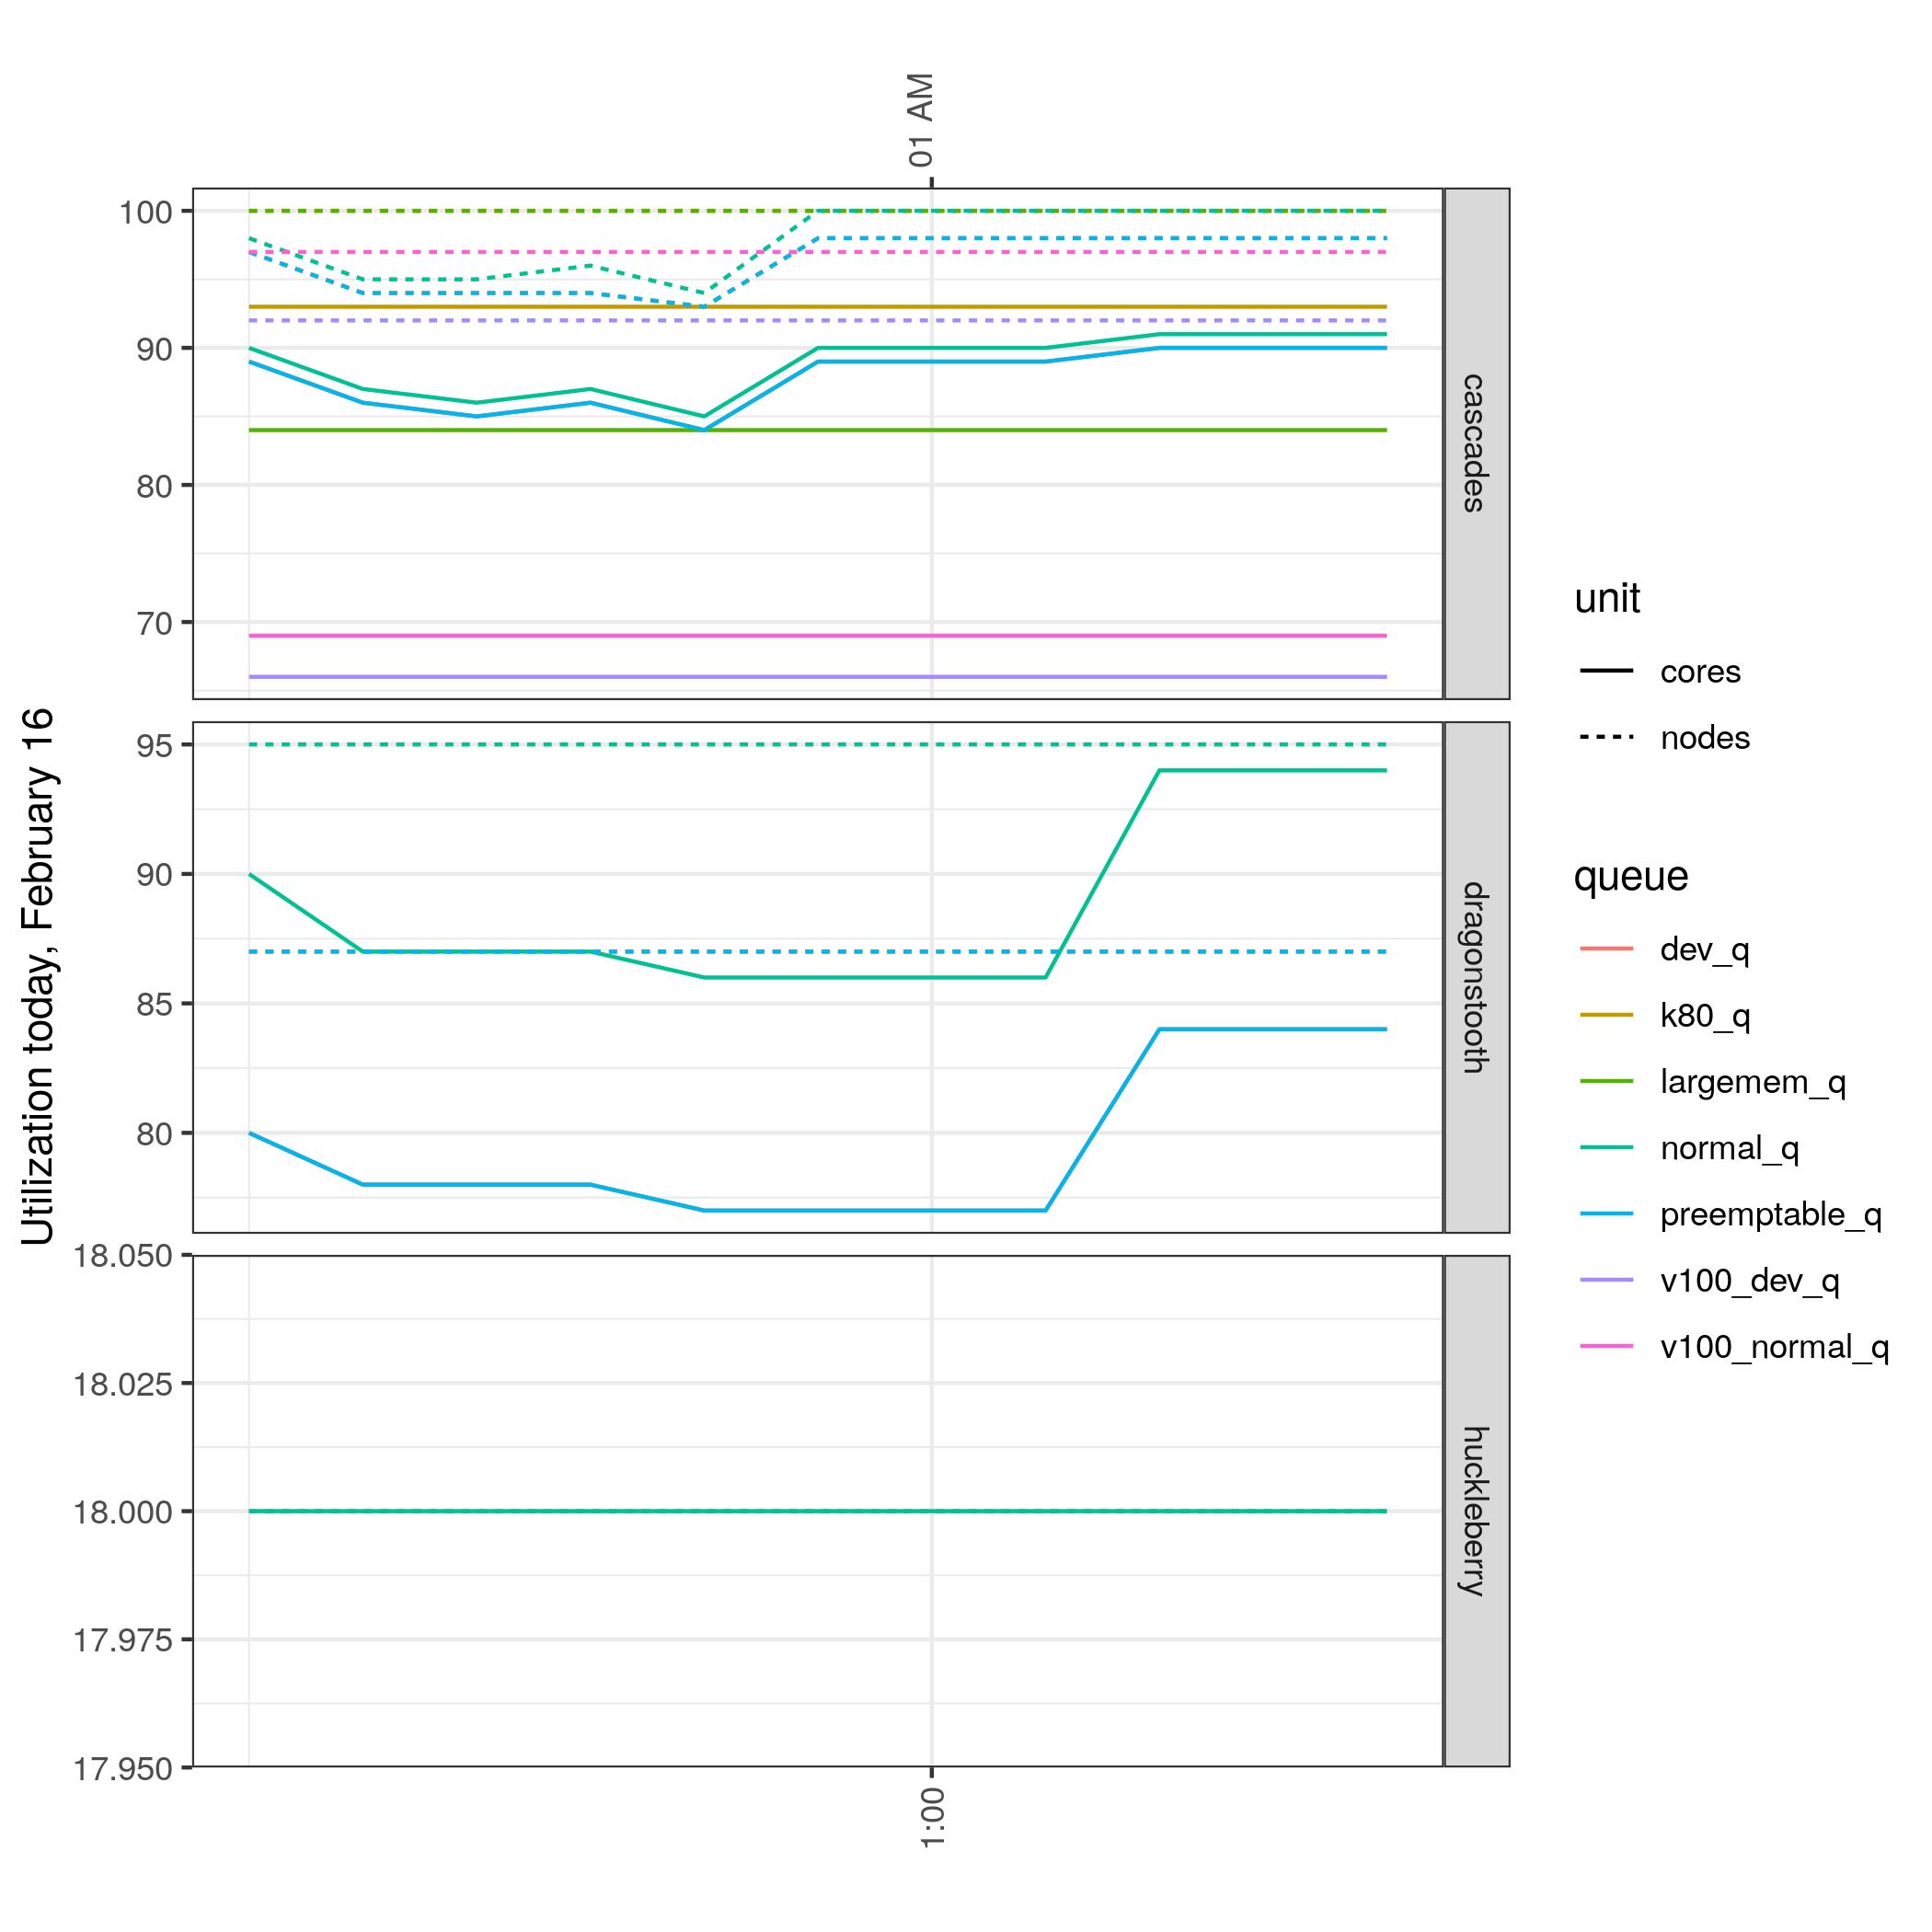 01 AM
Utilization today, February 16
100
90
80
70
cascades
95
90
85
80
dragonstooth
18.050
18.025
18.000
17.975
17.950
huckleberry
1:00
unit
cores
nodes
queue
dev_q
k80_q
largemem_q
normal_q
preemptable_q
v100_dev_q
v100_normal_q